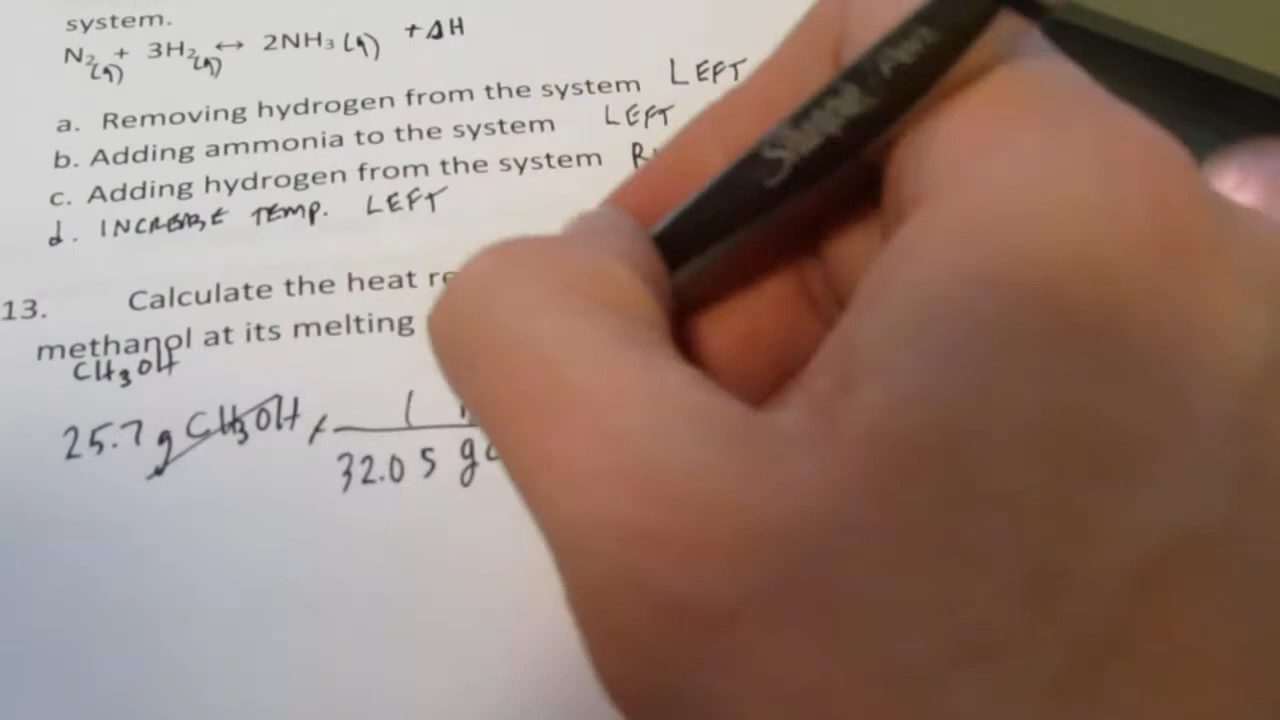 system.
N₂(g) + 3H₂(g) ↔ 2NH₃(g) + ΔH
a. Removing hydrogen from the system LEFT
b. Adding ammonia to the system LEFT
c. Adding hydrogen from the system R
d. INCREASE TEMP. LEFT
13. Calculate the heat
methanol at its melting
CH₃OH
25.7 g CH₃OH × 1
32.05 g
Sharpie